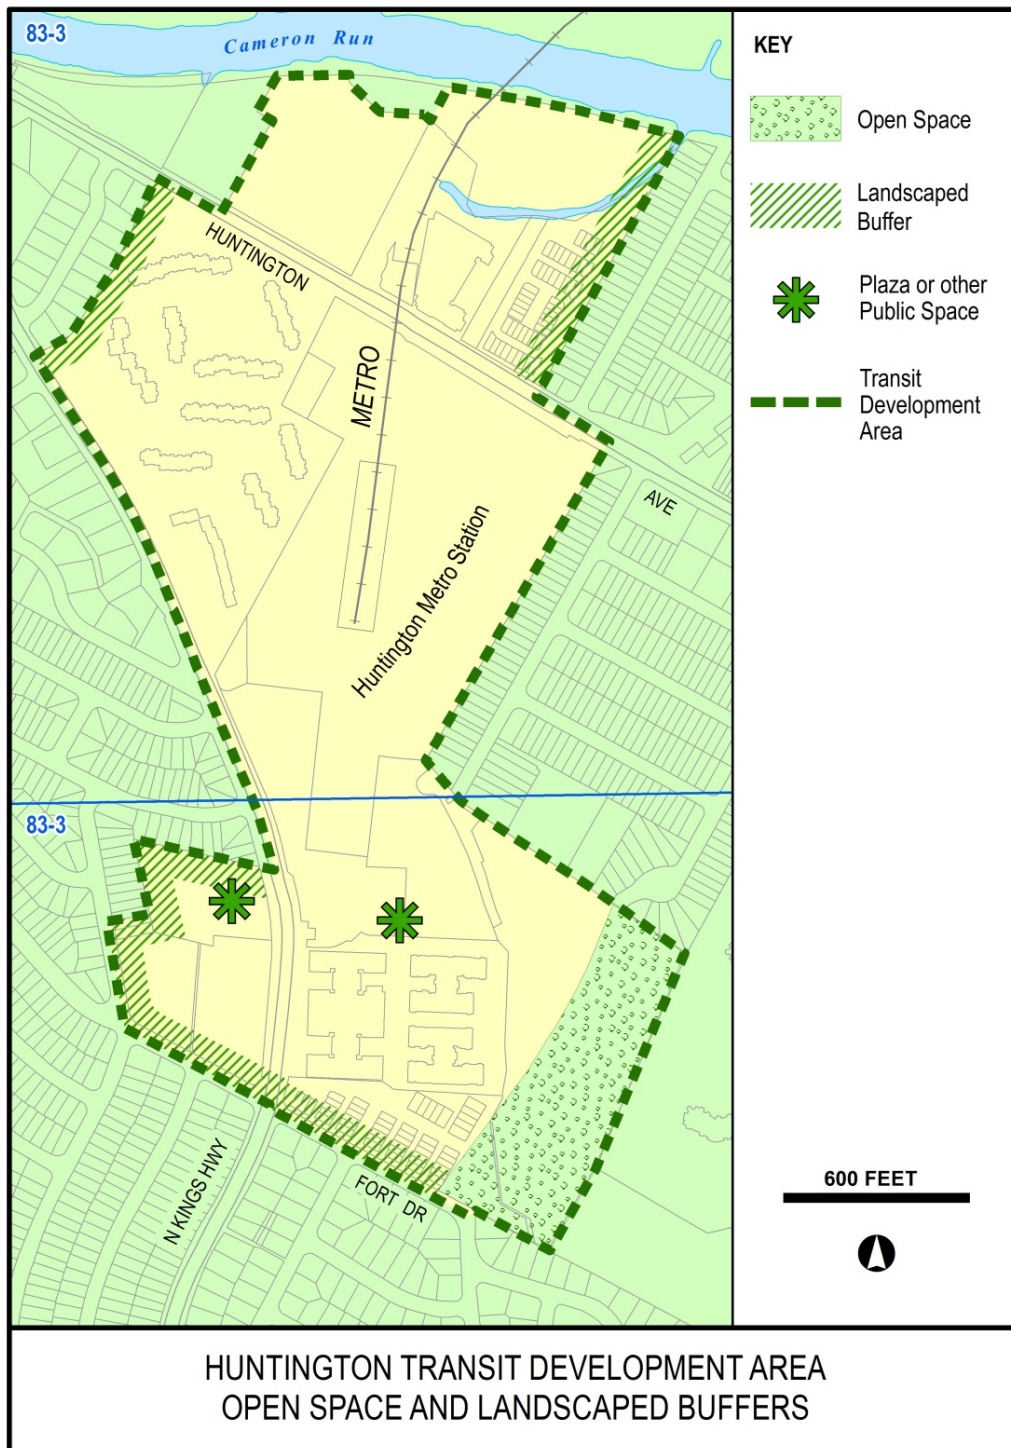 83-3
Cameron Run
HUNTINGTON
METRO
AVE
Huntington Metro Station
83-3
N KINGS HWY
FORT DR
KEY
Open Space
Landscaped
Buffer
Plaza or other
Public Space
Transit
Development
Area
600 FEET
HUNTINGTON TRANSIT DEVELOPMENT AREA
OPEN SPACE AND LANDSCAPED BUFFERS